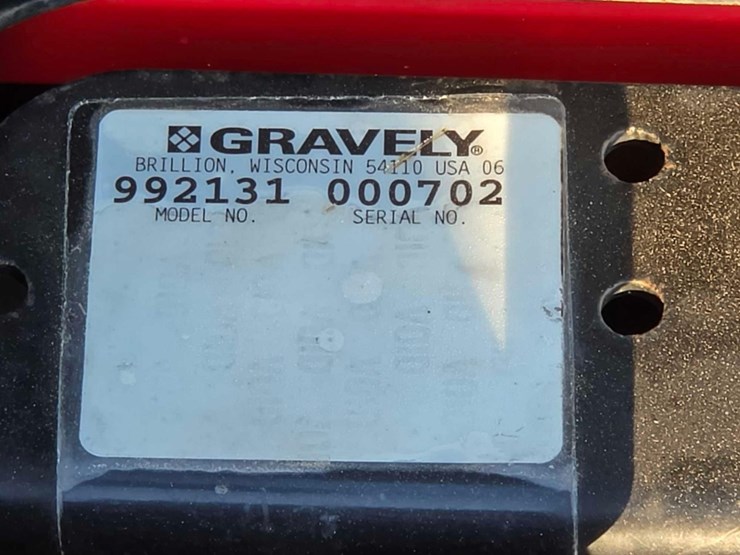 GRAVELY®
BRILLION, WISCONSIN 54110 USA 06
992131 000702
MODEL NO. SERIAL NO.